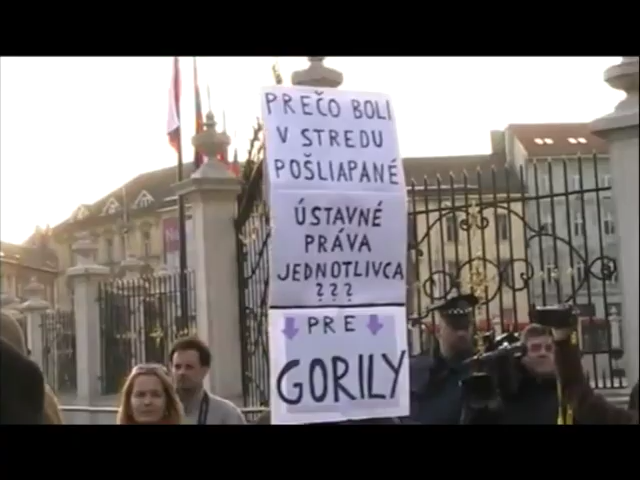 PREČO BOLI
V STREDU
POŠLIAPANÉ
ÚSTAVNÉ
PRÁVA
JEDNOTLIVCA
???
PRE
GORILY